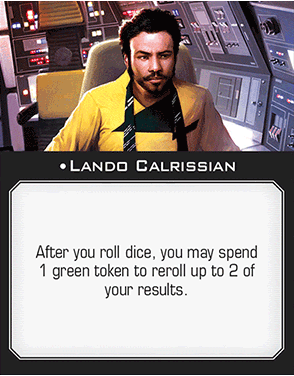 •Lando Calrissian
After you roll dice, you may spend
1 green token to reroll up to 2 of
your results.